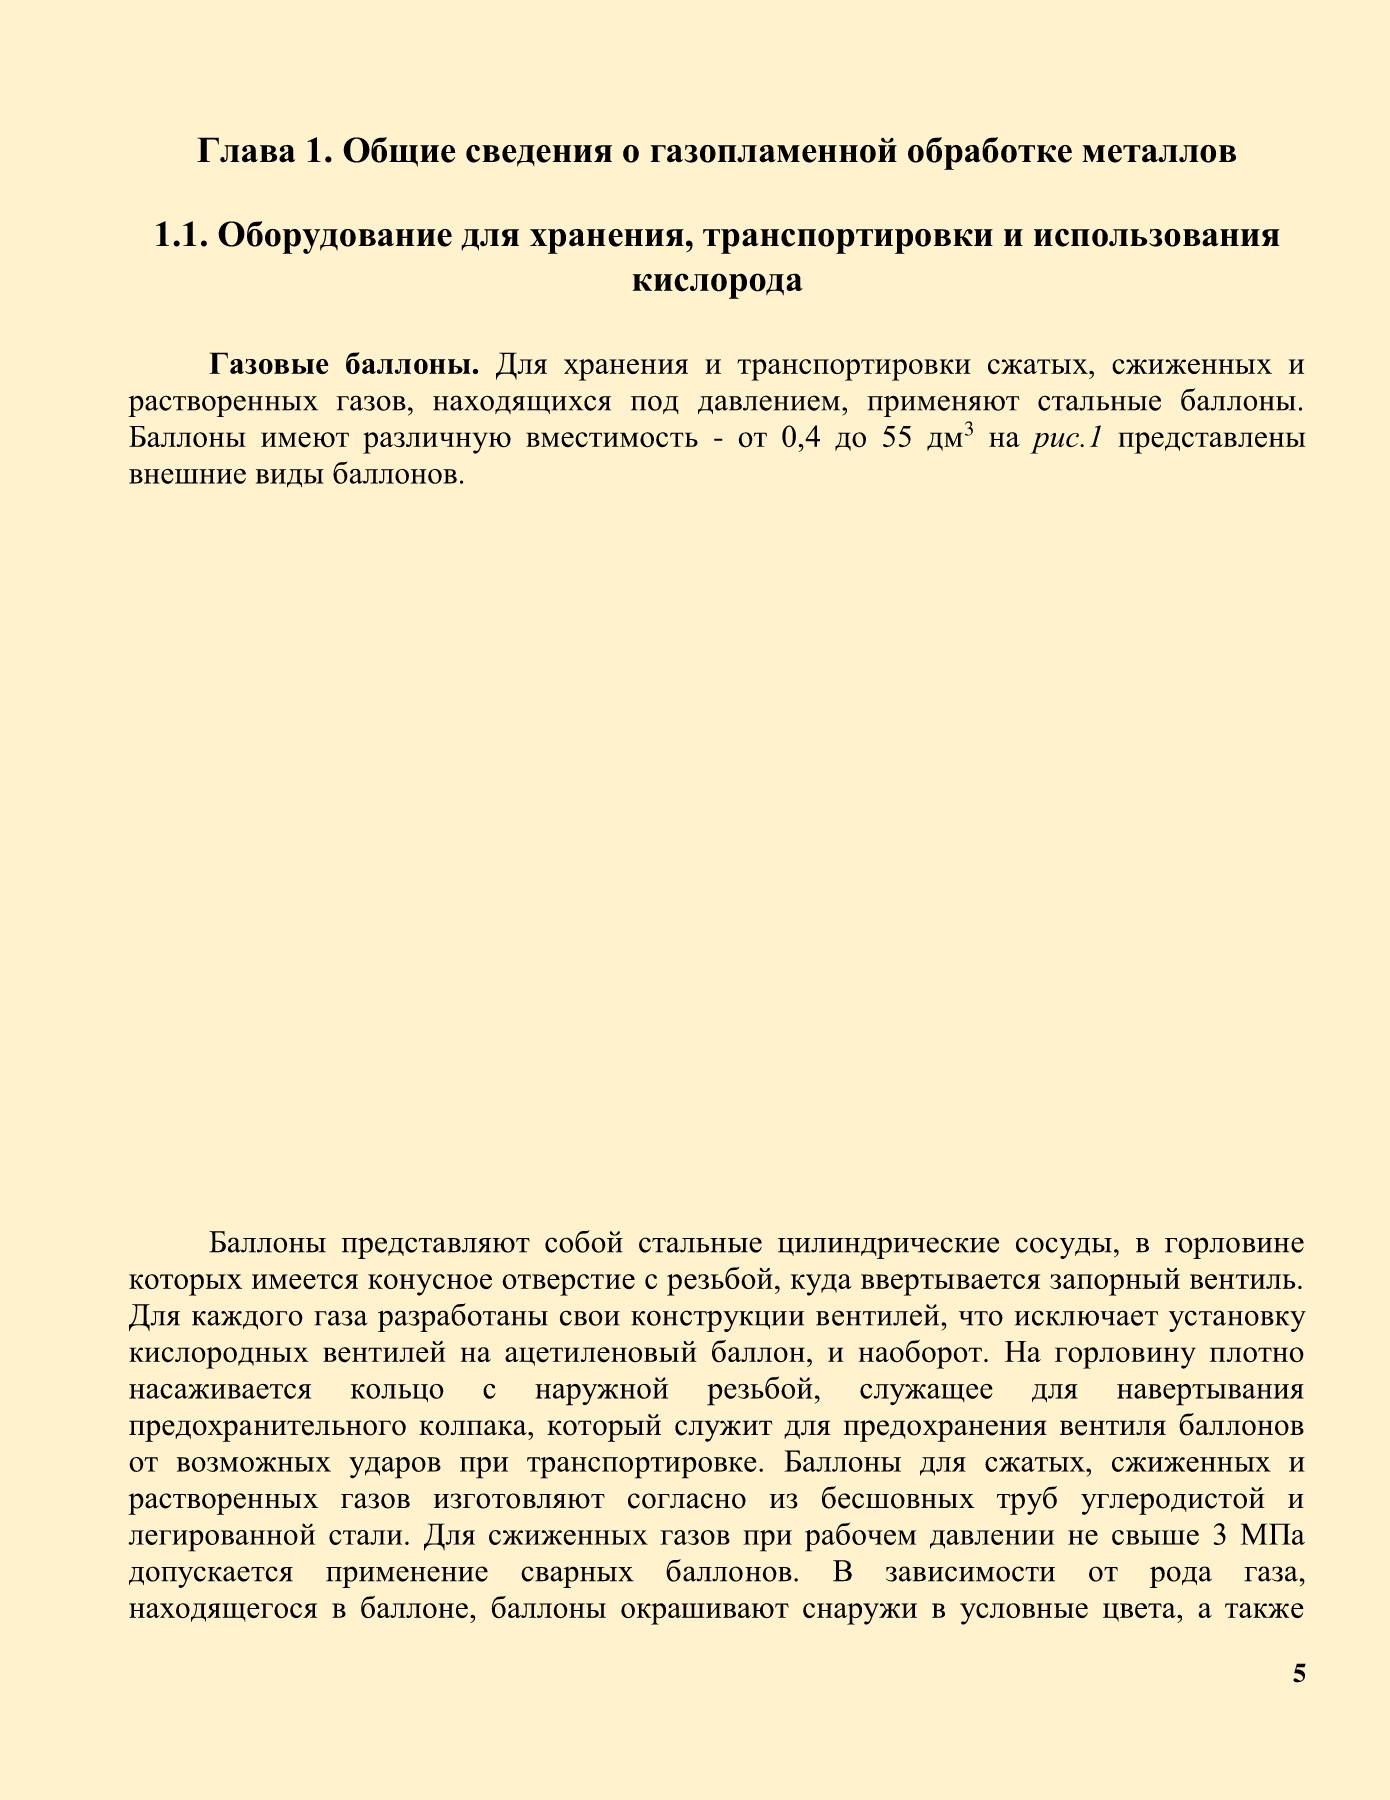 Глава 1. Общие сведения о газопламенной обработке металлов
1.1. Оборудование для хранения, транспортировки и использования
кислорода
Газовые баллоны. Для хранения и транспортировки сжатых, сжиженных и
растворенных газов, находящихся под давлением, применяют стальные баллоны.
Баллоны имеют различную вместимость - от 0,4 до 55 дм³ на рис.1 представлены
внешние виды баллонов.
Баллоны представляют собой стальные цилиндрические сосуды, в горловине
которых имеется конусное отверстие с резьбой, куда ввертывается запорный вентиль.
Для каждого газа разработаны свои конструкции вентилей, что исключает установку
кислородных вентилей на ацетиленовый баллон, и наоборот. На горловину плотно
насаживается кольцо с наружной резьбой, служащее для навертывания
предохранительного колпака, который служит для предохранения вентиля баллонов
от возможных ударов при транспортировке. Баллоны для сжатых, сжиженных и
растворенных газов изготовляют согласно из бесшовных труб углеродистой и
легированной стали. Для сжиженных газов при рабочем давлении не свыше 3 МПа
допускается применение сварных баллонов. В зависимости от рода газа,
находящегося в баллоне, баллоны окрашивают снаружи в условные цвета, а также
5